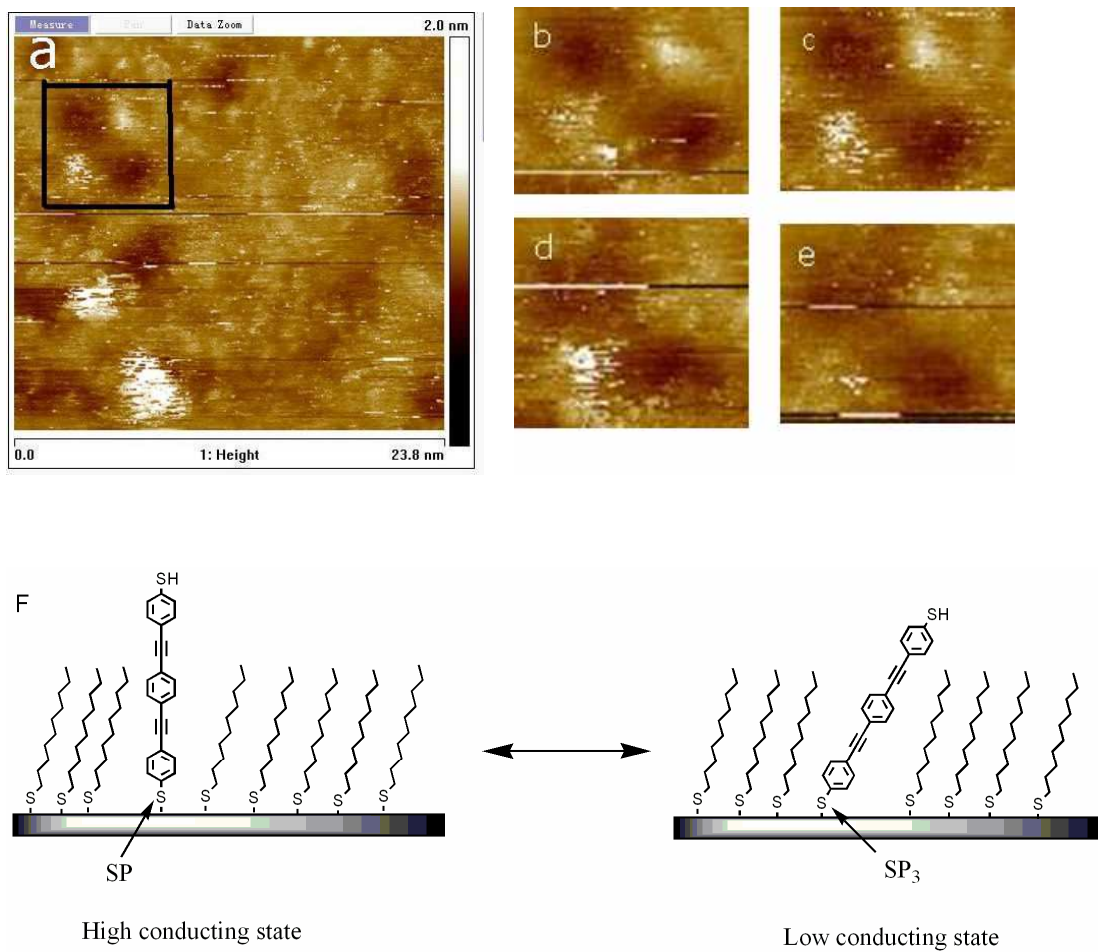 Measure Pan Data Zoom 2.0 nm
a
0.0 1: Height 23.8 nm
b
c
d
e
F
SH
S S S S S S S S S
SP
High conducting state
SH
S S S S S S S S
SP3
Low conducting state